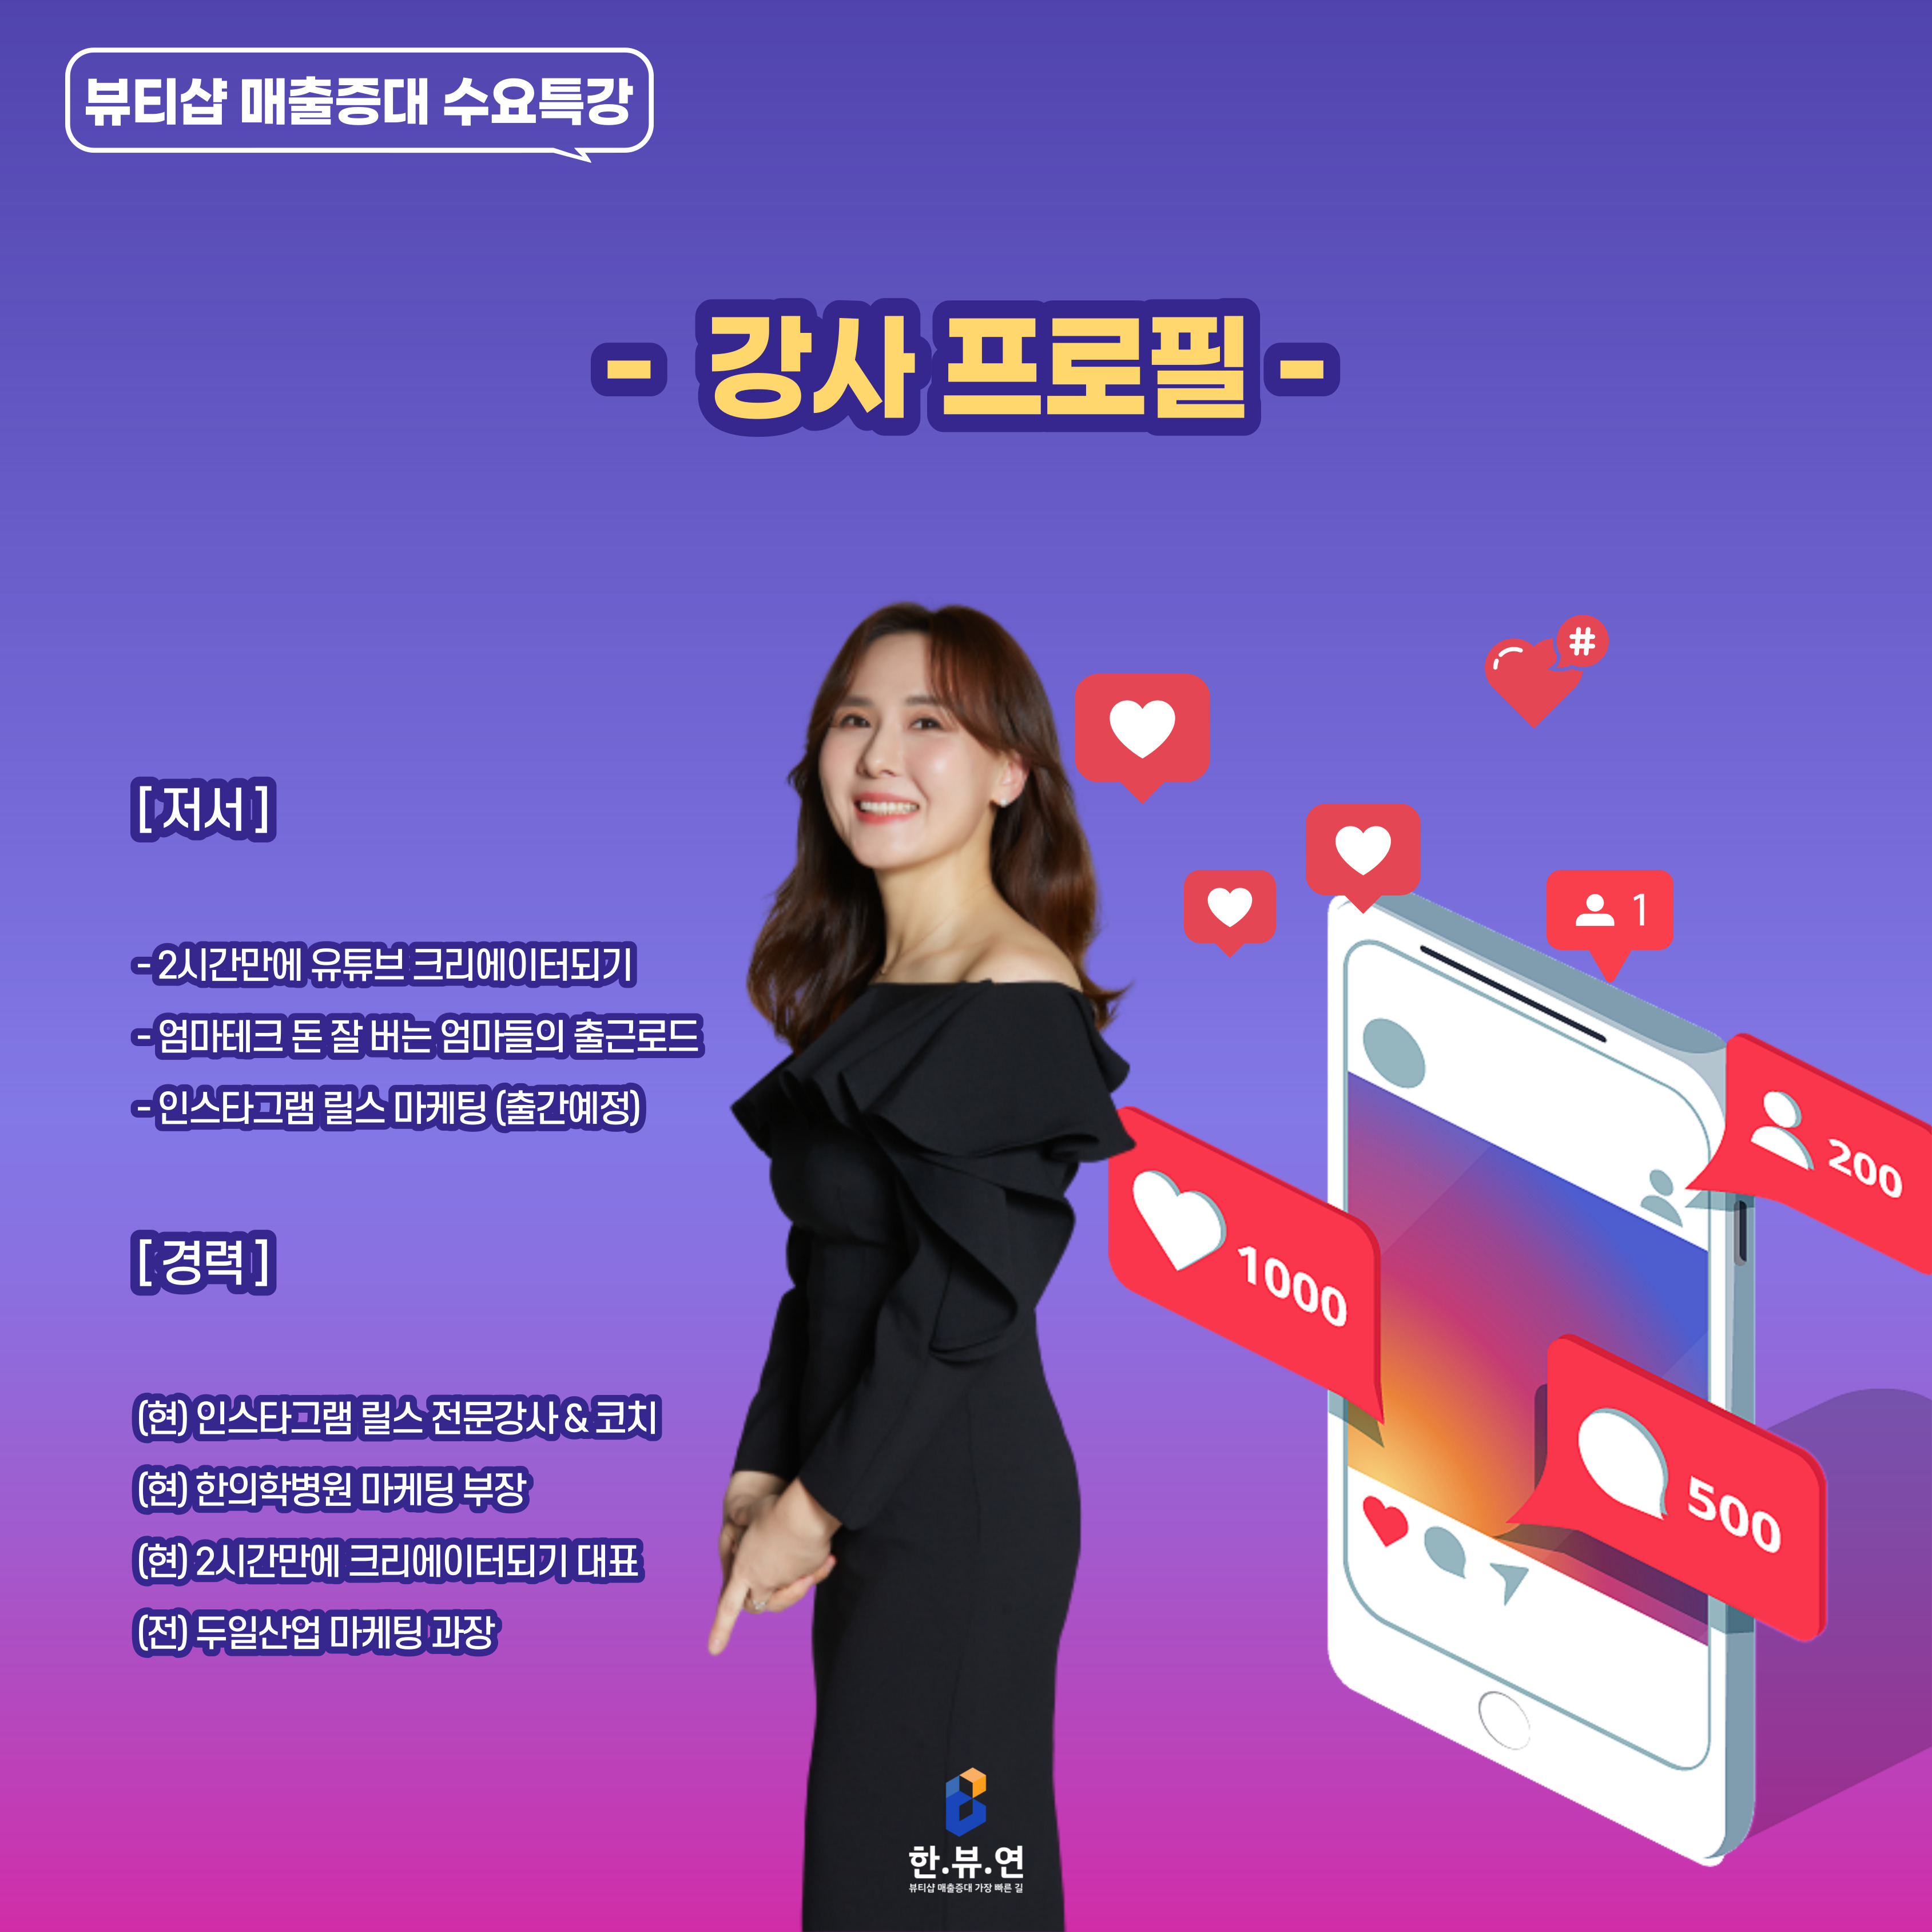 뷰티샵 매출증대 수요특강
- 강사 프로필 -
[ 저서 ]
- 2시간만에 유튜브 크리에이터되기
- 엄마테크 돈 잘 버는 엄마들의 출근로드
- 인스타그램 릴스 마케팅 (출간예정)
[ 경력 ]
(현) 인스타그램 릴스 전문강사 & 코치
(현) 한의학병원 마케팅 부장
(현) 2시간만에 크리에이터되기 대표
(전) 두일산업 마케팅 과장
#
1
200
1000
500
한.뷰.연
뷰티샵 매출증대 가장 빠른 길